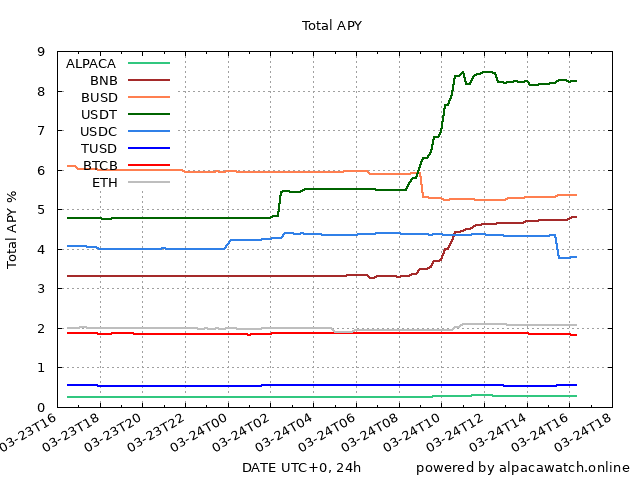 Total APY
Total APY %
9
8
7
6
5
4
3
2
1
0
ALPACA
BNB
BUSD
USDT
USDC
TUSD
BTCB
ETH
03-23T16
03-23T18
03-23T20
03-23T22
03-24T00
03-24T02
03-24T04
03-24T06
03-24T08
03-24T10
03-24T12
03-24T14
03-24T16
03-24T18
DATE UTC+0, 24h
powered by alpacawatch.online